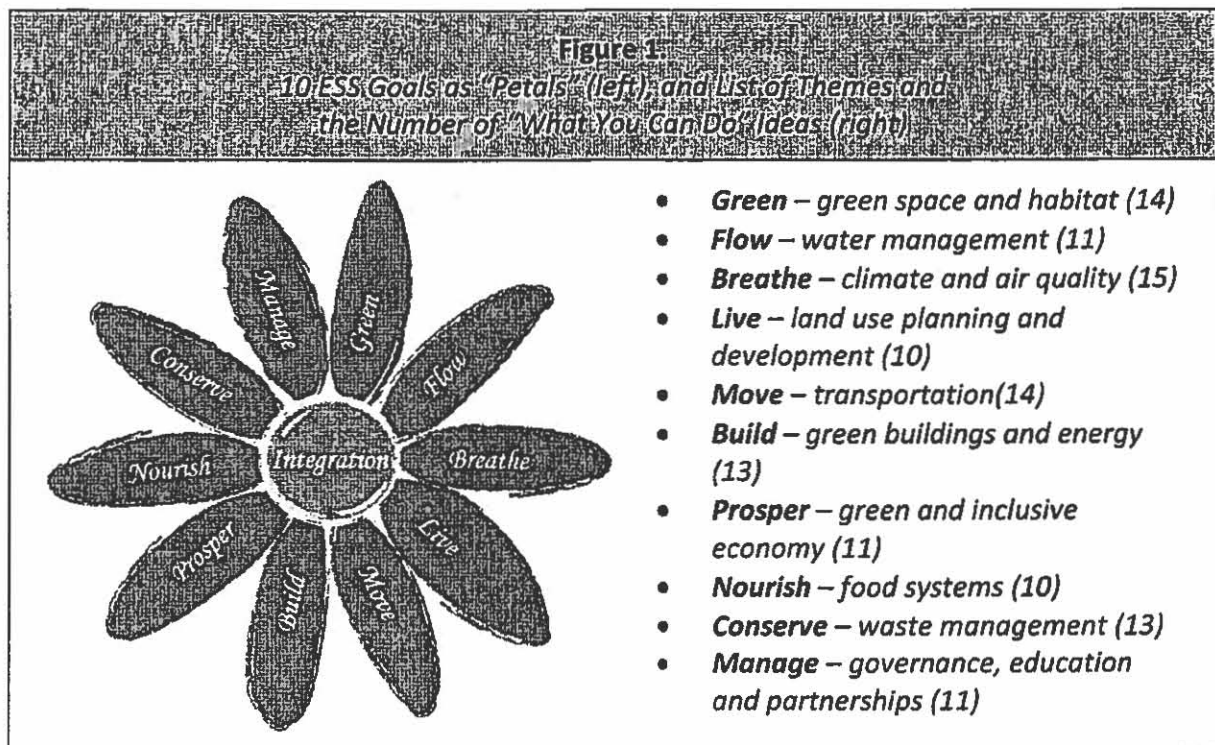 Figure 1.
10 ESS Goals as "Petals" (left), and List of Themes and
the Number of "What You Can Do" Ideas (right)
Manage
Green
Conserve
Flow
Nourish
Integration
Breathe
Prosper
Live
Build
Move
• Green – green space and habitat (14)
• Flow – water management (11)
• Breathe – climate and air quality (15)
• Live – land use planning and
development (10)
• Move – transportation(14)
• Build – green buildings and energy
(13)
• Prosper – green and inclusive
economy (11)
• Nourish – food systems (10)
• Conserve – waste management (13)
• Manage – governance, education
and partnerships (11)